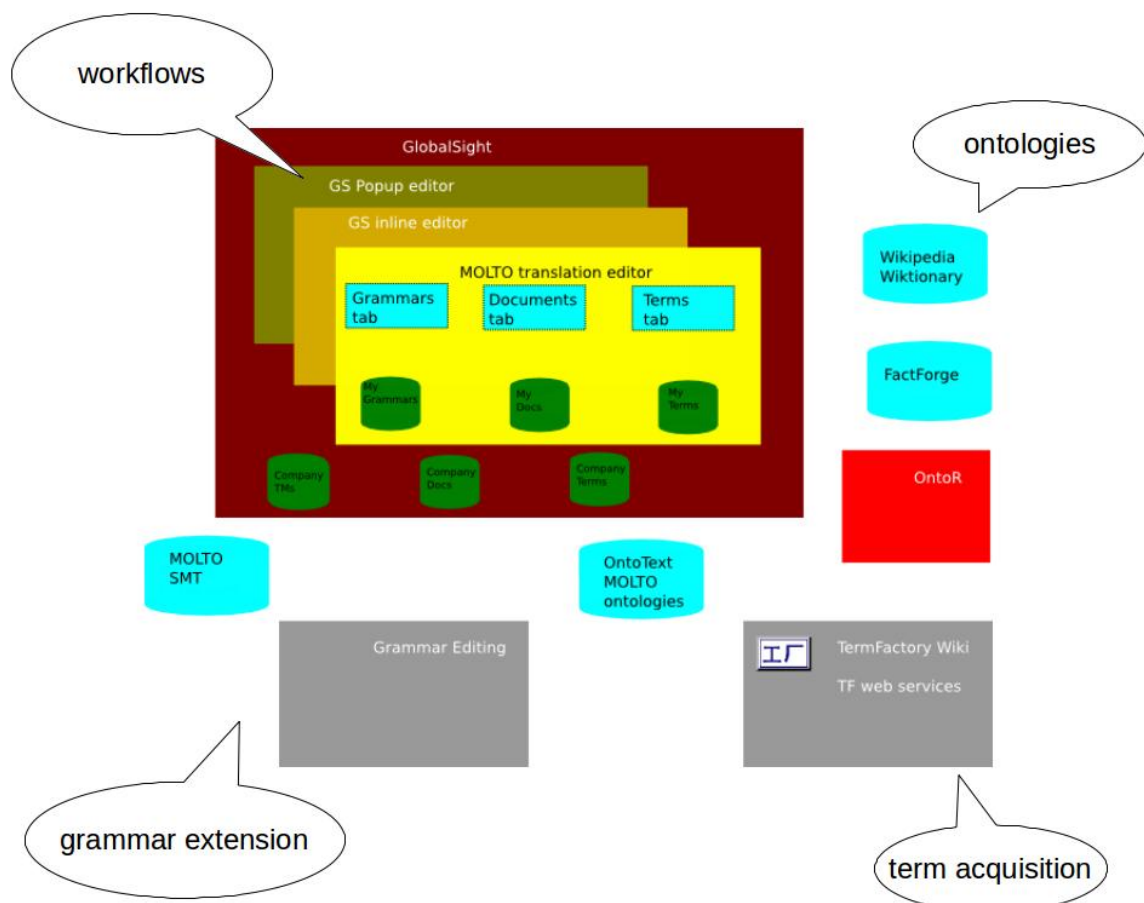 workflows
ontologies
GlobalSight
GS Popup editor
GS inline editor
MOLTO translation editor
Grammars
tab
Documents
tab
Terms
tab
My
Grammars
My
Docs
My
Terms
Company
TMs
Company
Docs
Company
Terms
Wikipedia
Wiktionary
FactForge
OntoR
MOLTO
SMT
OntoText
MOLTO
ontologies
Grammar Editing
工厂
TermFactory Wiki
TF web services
grammar extension
term acquisition